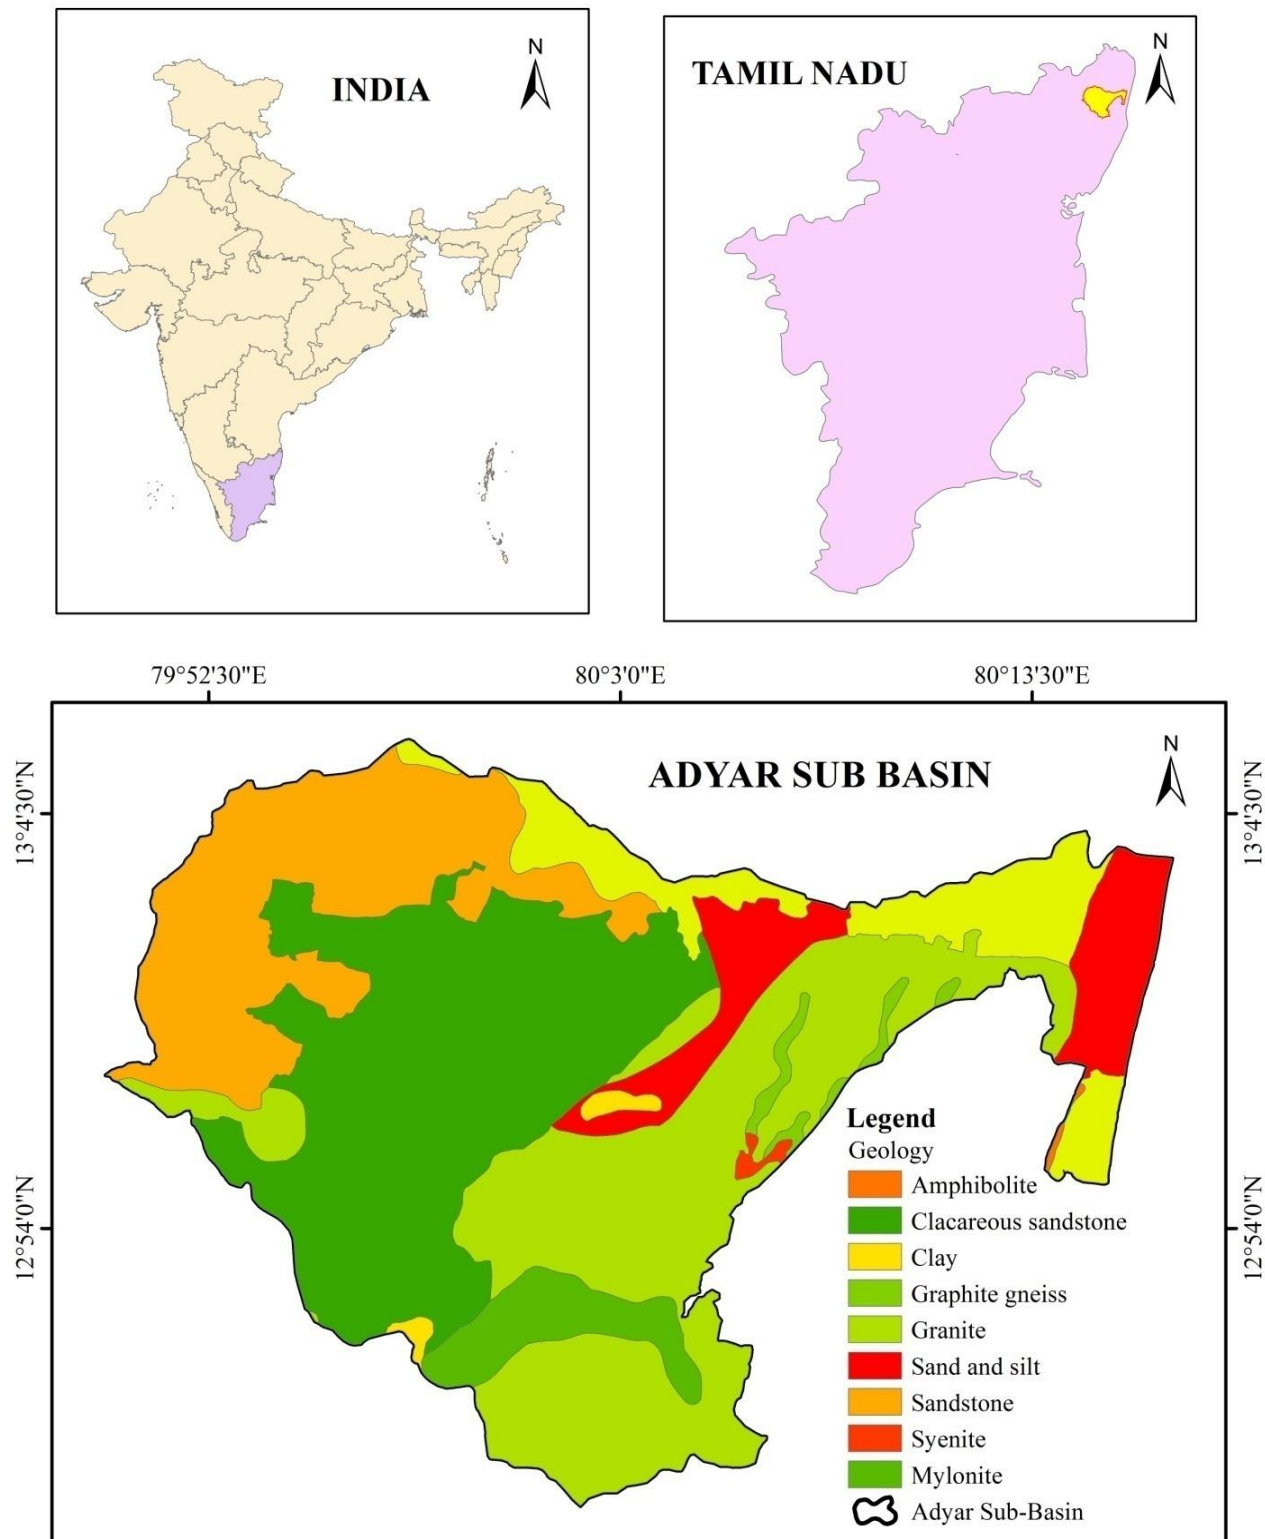 INDIA
N
TAMIL NADU
N
79°52'30"E 80°3'0"E 80°13'30"E
13°4'30"N
12°54'0"N
ADYAR SUB BASIN
N
13°4'30"N
12°54'0"N
Legend
Geology
Amphibolite
Clacareous sandstone
Clay
Graphite gneiss
Granite
Sand and silt
Sandstone
Syenite
Mylonite
Adyar Sub-Basin